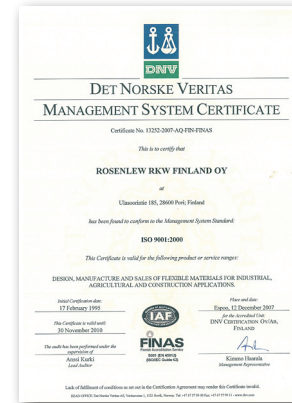 DNV
DET NORSKE VERITAS
MANAGEMENT SYSTEM CERTIFICATE
Certificate No. 13252-2007-AQ-FIN-FINAS
This is to certify that
ROSENLEW RKW FINLAND OY
at
Ulasoorintie 185, 28600 Pori, Finland
has been found to conform to the Management System Standard:
ISO 9001:2000
This Certificate is valid for the following product or service ranges:
DESIGN, MANUFACTURE AND SALES OF FLEXIBLE MATERIALS FOR INDUSTRIAL,
AGRICULTURAL AND CONSTRUCTION APPLICATIONS.
Initial Certification date:
17 February 1995
This Certificate is valid until
30 November 2010
The audit has been performed under the
supervision of
Anssi Kurki
Lead Auditor
IAF
FINAS
Finnish Accreditation Service
Place and date:
Espoo, 12 December 2007
for the Accredited Unit:
DNV CERTIFICATION OY/AB,
FINLAND
Kimmo Haarala
Management Representative
Lack of fulfilment of conditions as set out in the Certification Agreement may render this Certificate invalid.